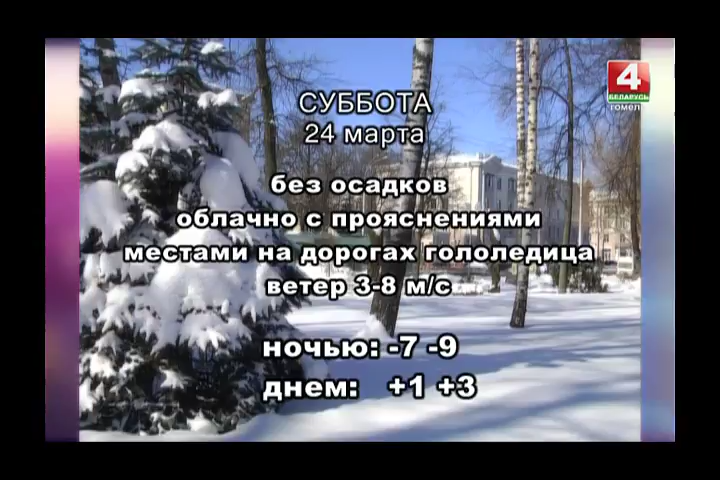 4
БЕЛАРУСЬ
ГОМЕЛЬ
СУББОТА
24 марта
без осадков
облачно с прояснениями
местами на дорогах гололедица
ветер 3-8 м/с
ночью: -7 -9
днем: +1 +3